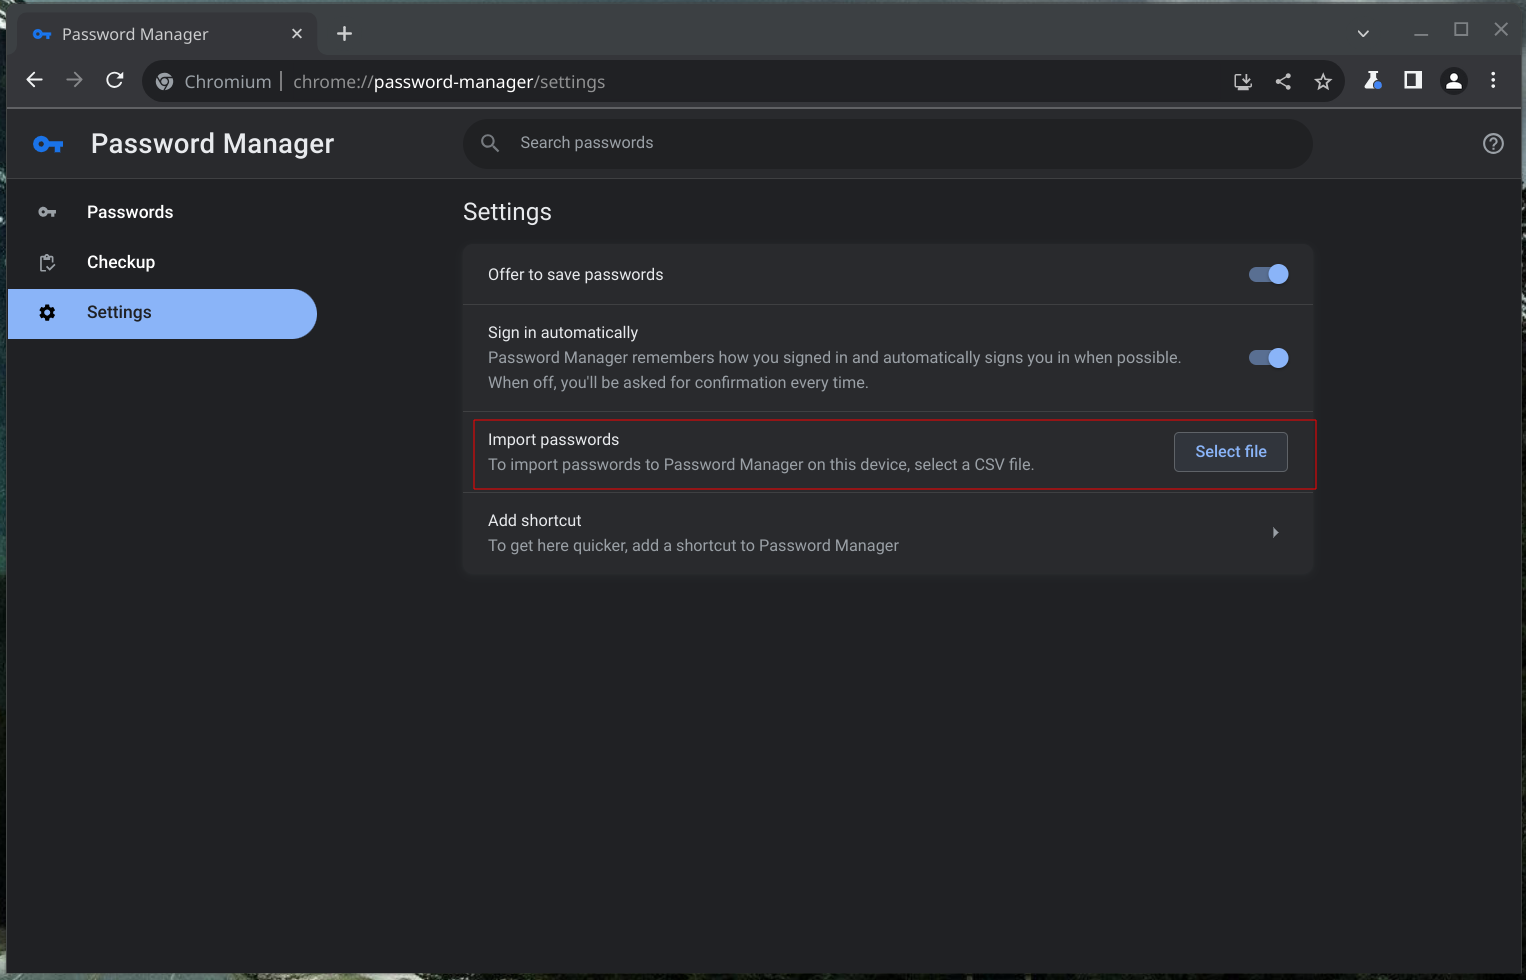 Password Manager
Chromium | chrome://password-manager/settings
Password Manager
Search passwords
Passwords
Checkup
Settings
Settings
Offer to save passwords
Sign in automatically
Password Manager remembers how you signed in and automatically signs you in when possible.
When off, you'll be asked for confirmation every time.
Import passwords
To import passwords to Password Manager on this device, select a CSV file.
Select file
Add shortcut
To get here quicker, add a shortcut to Password Manager